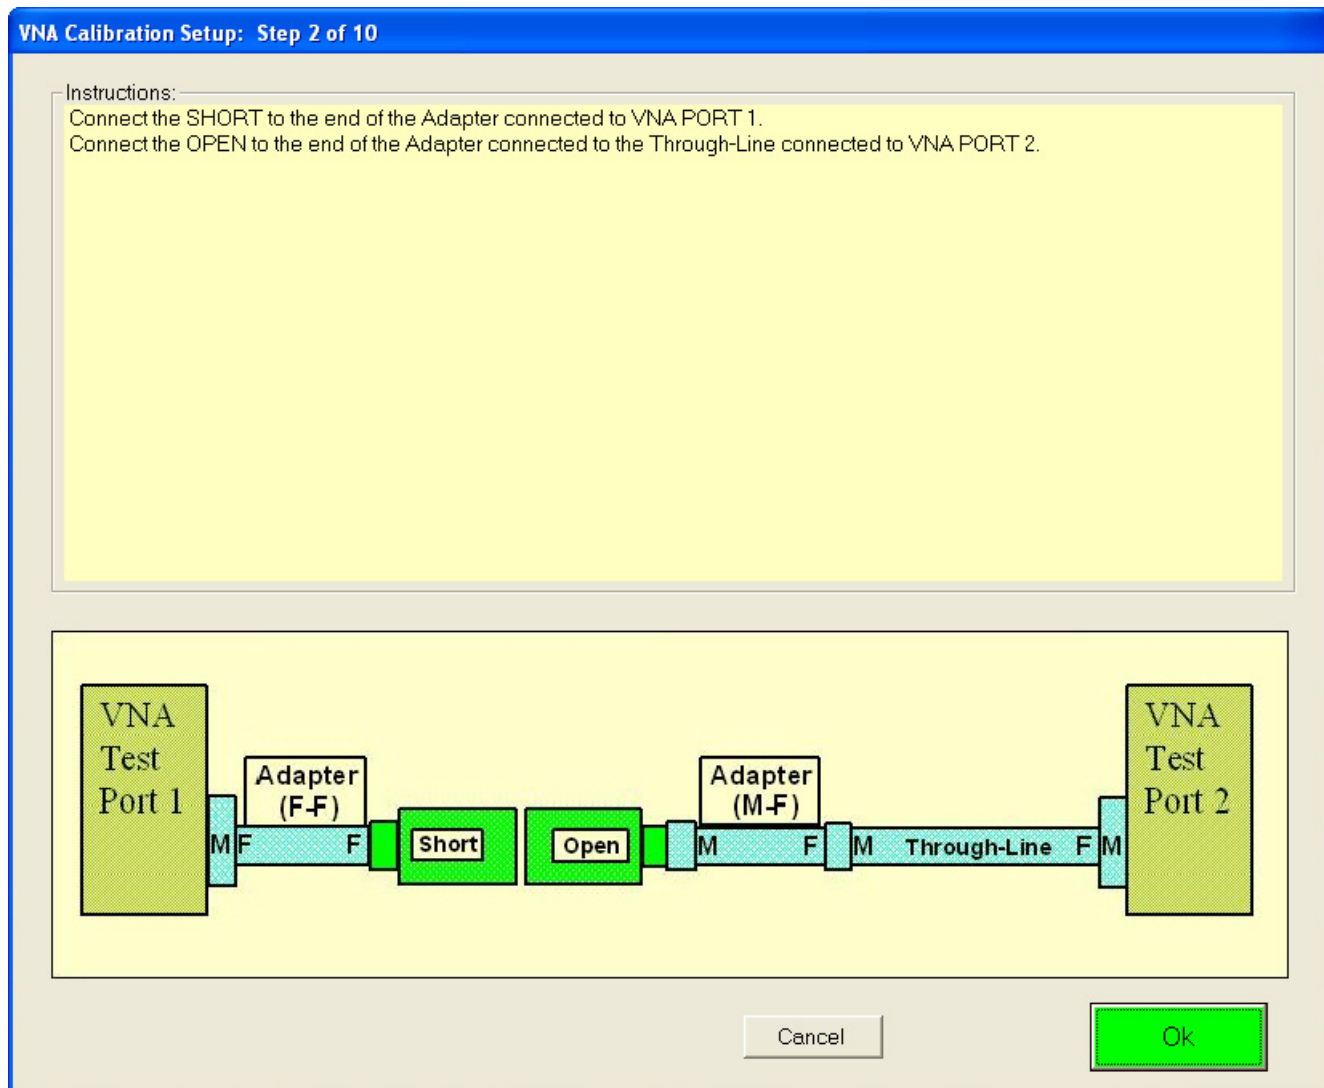 VNA Calibration Setup: Step 2 of 10
Instructions:
Connect the SHORT to the end of the Adapter connected to VNA PORT 1.
Connect the OPEN to the end of the Adapter connected to the Through-Line connected to VNA PORT 2.
VNA
Test
Port 1
Adapter
(F-F)
M F F
Short
Open
Adapter
(M-F)
M F M Through-Line F M
VNA
Test
Port 2
Cancel
Ok